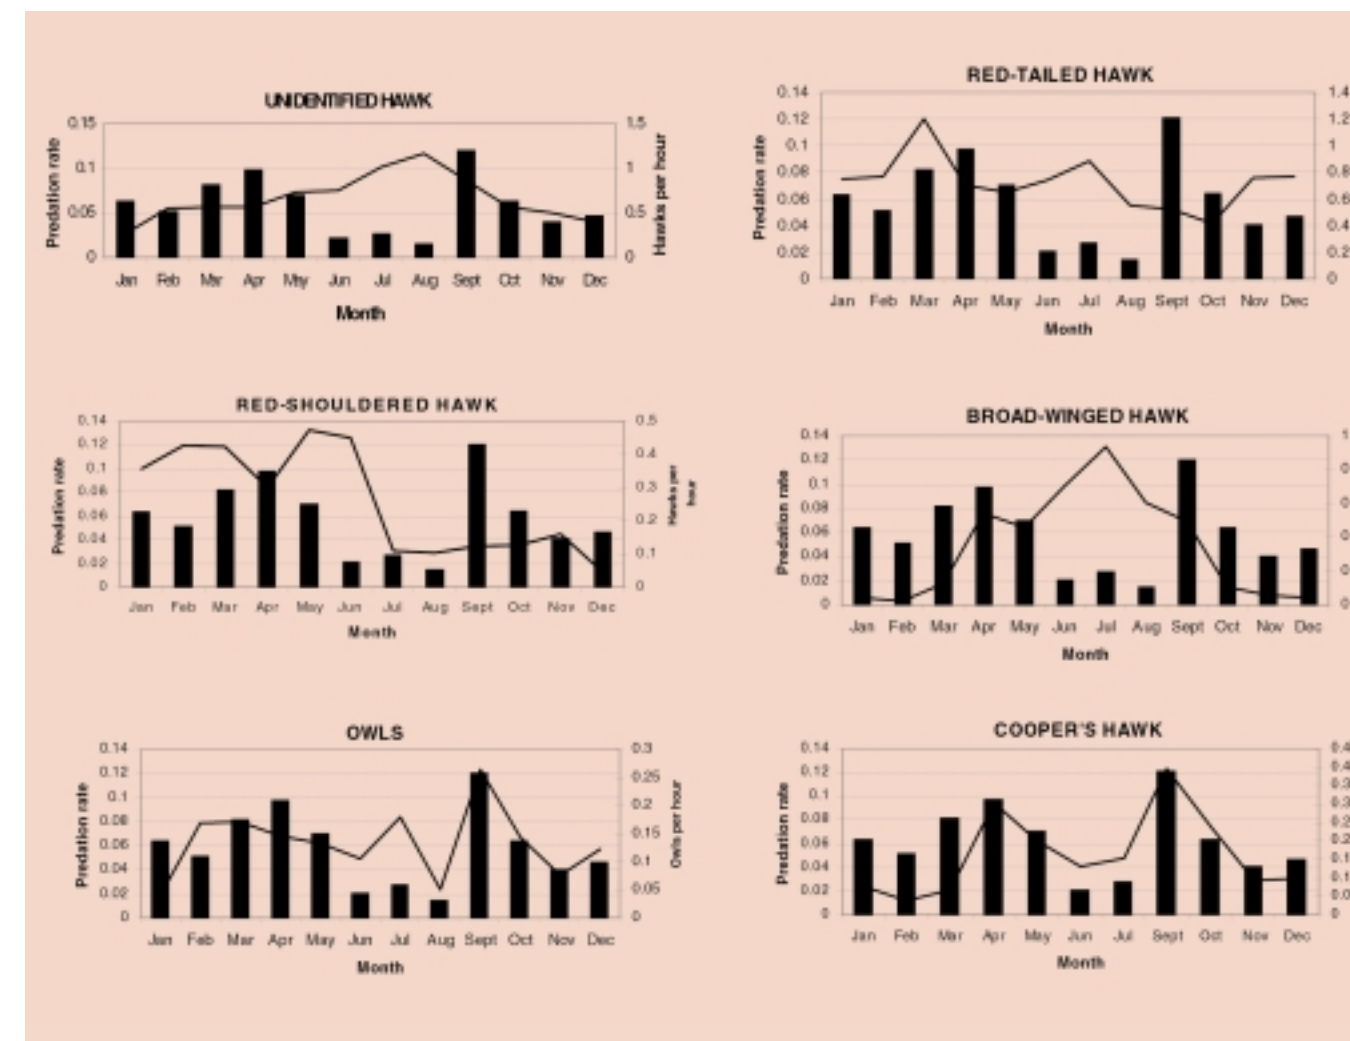 UNIDENTIFIED HAWK
0.15 1.5
0.1 1
0.05 0.5
0 0
Predation rate
Hawks per hour
Jan Feb Mar Apr May Jun Jul Aug Sept Oct Nov Dec
Month
RED-TAILED HAWK
0.14 1.4
0.12 1.2
0.1 1
0.08 0.8
0.06 0.6
0.04 0.4
0.02 0.2
0 0
Predation rate
Jan Feb Mar Apr May Jun Jul Aug Sept Oct Nov Dec
Month
RED-SHOULDERED HAWK
0.14 0.5
0.12 0.4
0.1 0.3
0.08 0.2
0.06 0.1
0.04 0
0.02
0
Predation rate
Hawks per
hour
Jan Feb Mar Apr May Jun Jul Aug Sept Oct Nov Dec
Month
BROAD-WINGED HAWK
0.14
0.12
0.1
0.08
0.06
0.04
0.02
0
Predation rate
Jan Feb Mar Apr May Jun Jul Aug Sept Oct Nov Dec
Month
OWLS
0.14 0.3
0.12 0.25
0.1 0.2
0.08 0.15
0.06 0.1
0.04 0.05
0.02 0
0
Predation rate
Owls per hour
Jan Feb Mar Apr May Jun Jul Aug Sept Oct Nov Dec
Month
COOPER'S HAWK
0.14
0.12
0.1
0.08
0.06
0.04
0.02
0
Predation rate
Jan Feb Mar Apr May Jun Jul Sept Oct Nov Dec
Month